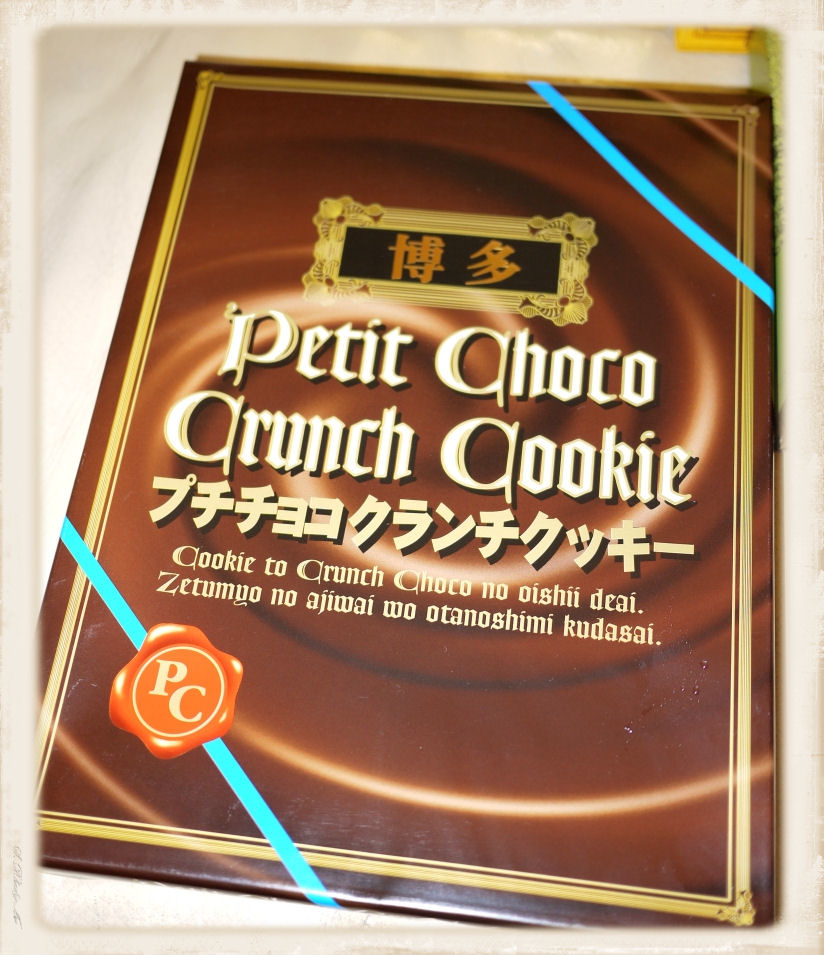 博多
Petit Choco
Crunch Cookie
プチチョコクランチクッキー
Cookie to Crunch Choco no oishii deai.
Zetumyo no ajiwai wo otanoshimi kudasai.
PC